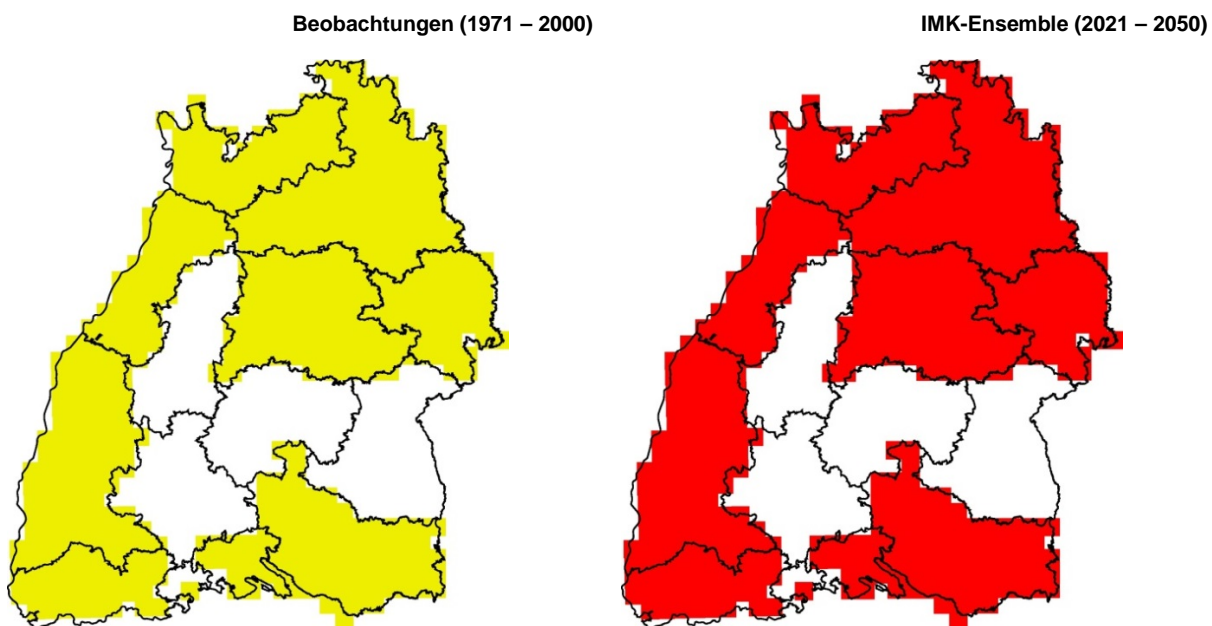 Beobachtungen (1971 – 2000)
IMK-Ensemble (2021 – 2050)